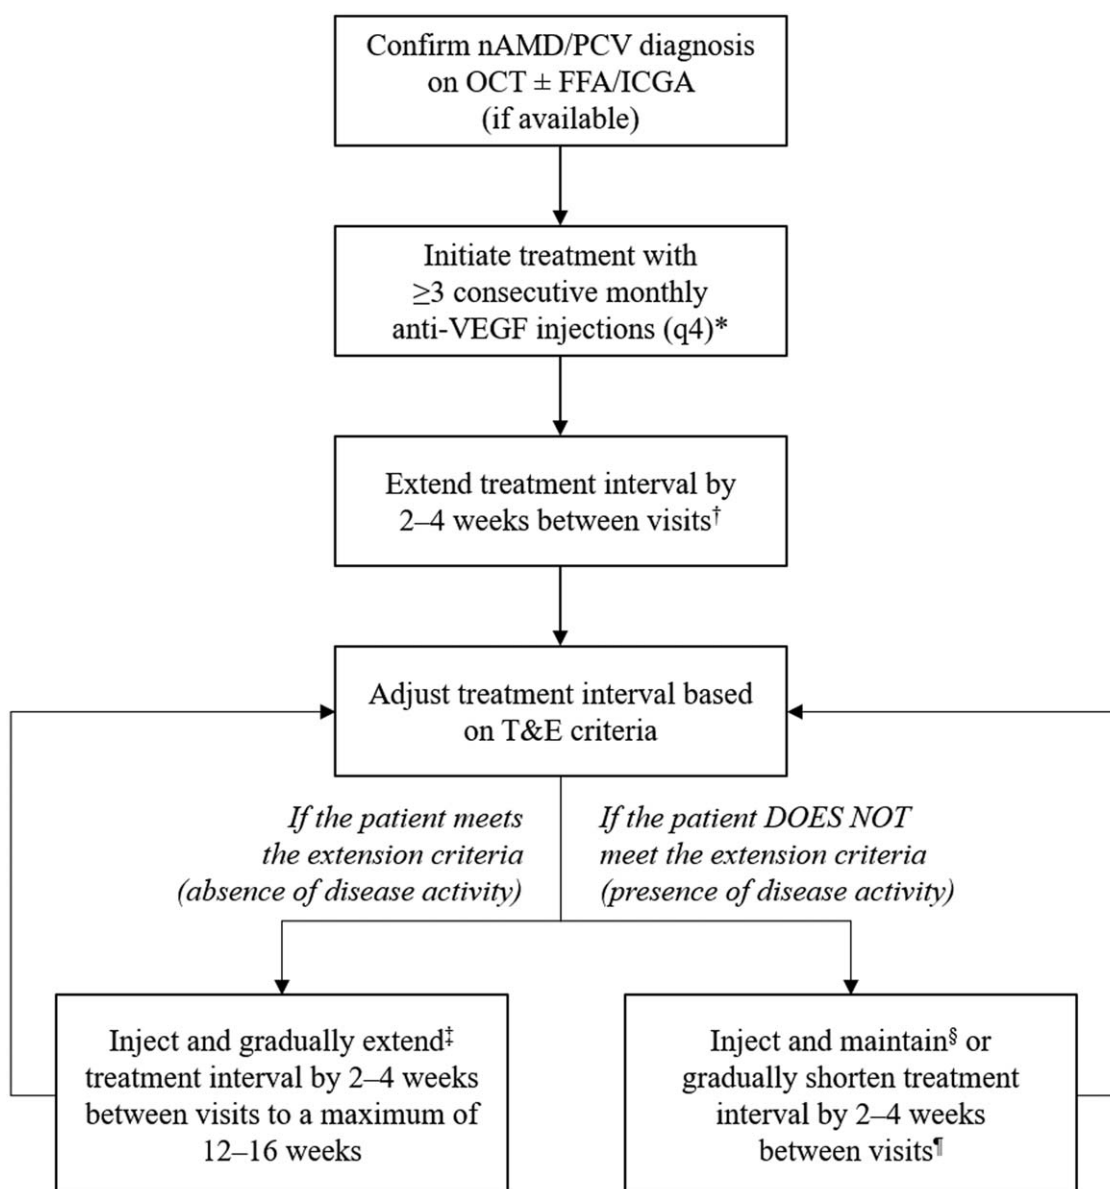 Confirm nAMD/PCV diagnosis
on OCT ± FFA/ICGA
(if available)
Initiate treatment with
≥3 consecutive monthly
anti-VEGF injections (q4)*
Extend treatment interval by
2–4 weeks between visits†
Adjust treatment interval based
on T&E criteria
If the patient meets
the extension criteria
(absence of disease activity)
If the patient DOES NOT
meet the extension criteria
(presence of disease activity)
Inject and gradually extend‡
treatment interval by 2–4 weeks
between visits to a maximum of
12–16 weeks
Inject and maintain§ or
gradually shorten treatment
interval by 2–4 weeks
between visits¶